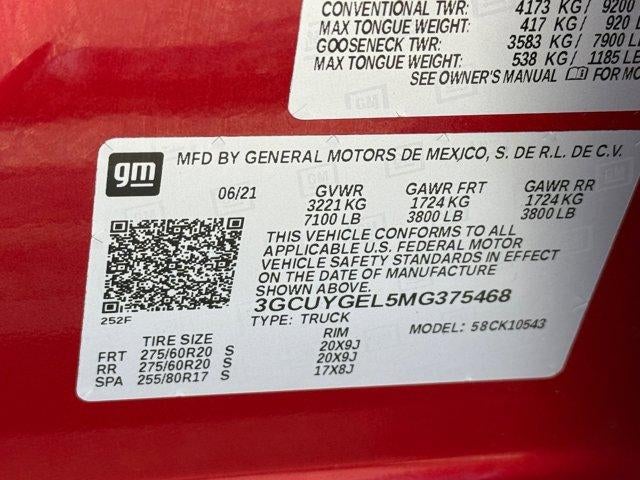 CONVENTIONAL TWR: 4173 KG/ 9200
MAX TONGUE WEIGHT: 417 KG/ 920 L
GOOSENECK TWR: 3583 KG/ 7900 L
MAX TONGUE WEIGHT: 538 KG/ 1185 LB
SEE OWNER'S MANUAL FOR MO
GM
gm
MFD BY GENERAL MOTORS DE MEXICO, S. DE R.L. DE C.V.
06/21 GVWR GAWR FRT GAWR RR
3221 KG 1724 KG 1724 KG
7100 LB 3800 LB 3800 LB
THIS VEHICLE CONFORMS TO ALL
APPLICABLE U.S. FEDERAL MOTOR
VEHICLE SAFETY STANDARDS IN EFFECT
ON THE DATE OF MANUFACTURE
SHOWN ABOVE.
3GCUYGEL5MG375468
252F
TYPE: TRUCK MODEL: 58CK10543
TIRE SIZE RIM
FRT 275/60R20 S 20X9J
RR 275/60R20 S 20X9J
SPA 255/80R17 S 17X8J